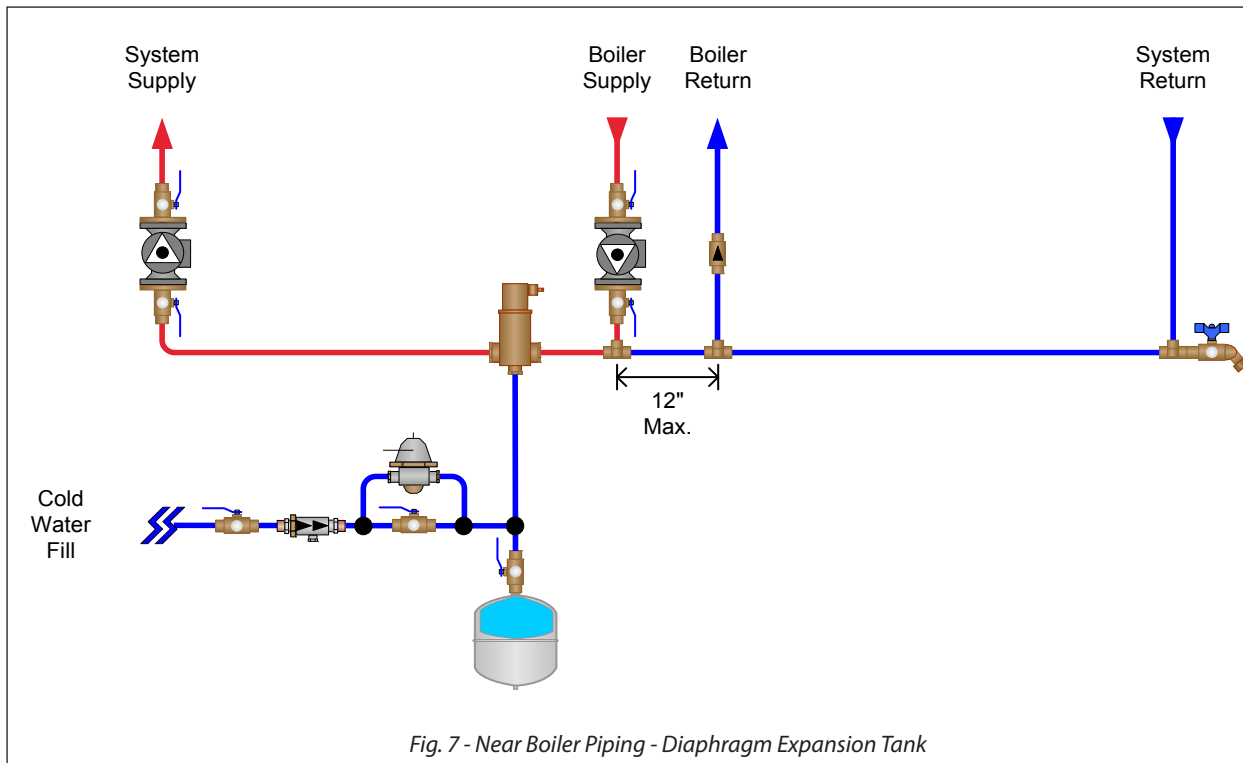 System
Supply
Boiler
Supply
Boiler
Return
System
Return
12"
Max.
Cold
Water
Fill
Fig. 7 - Near Boiler Piping - Diaphragm Expansion Tank